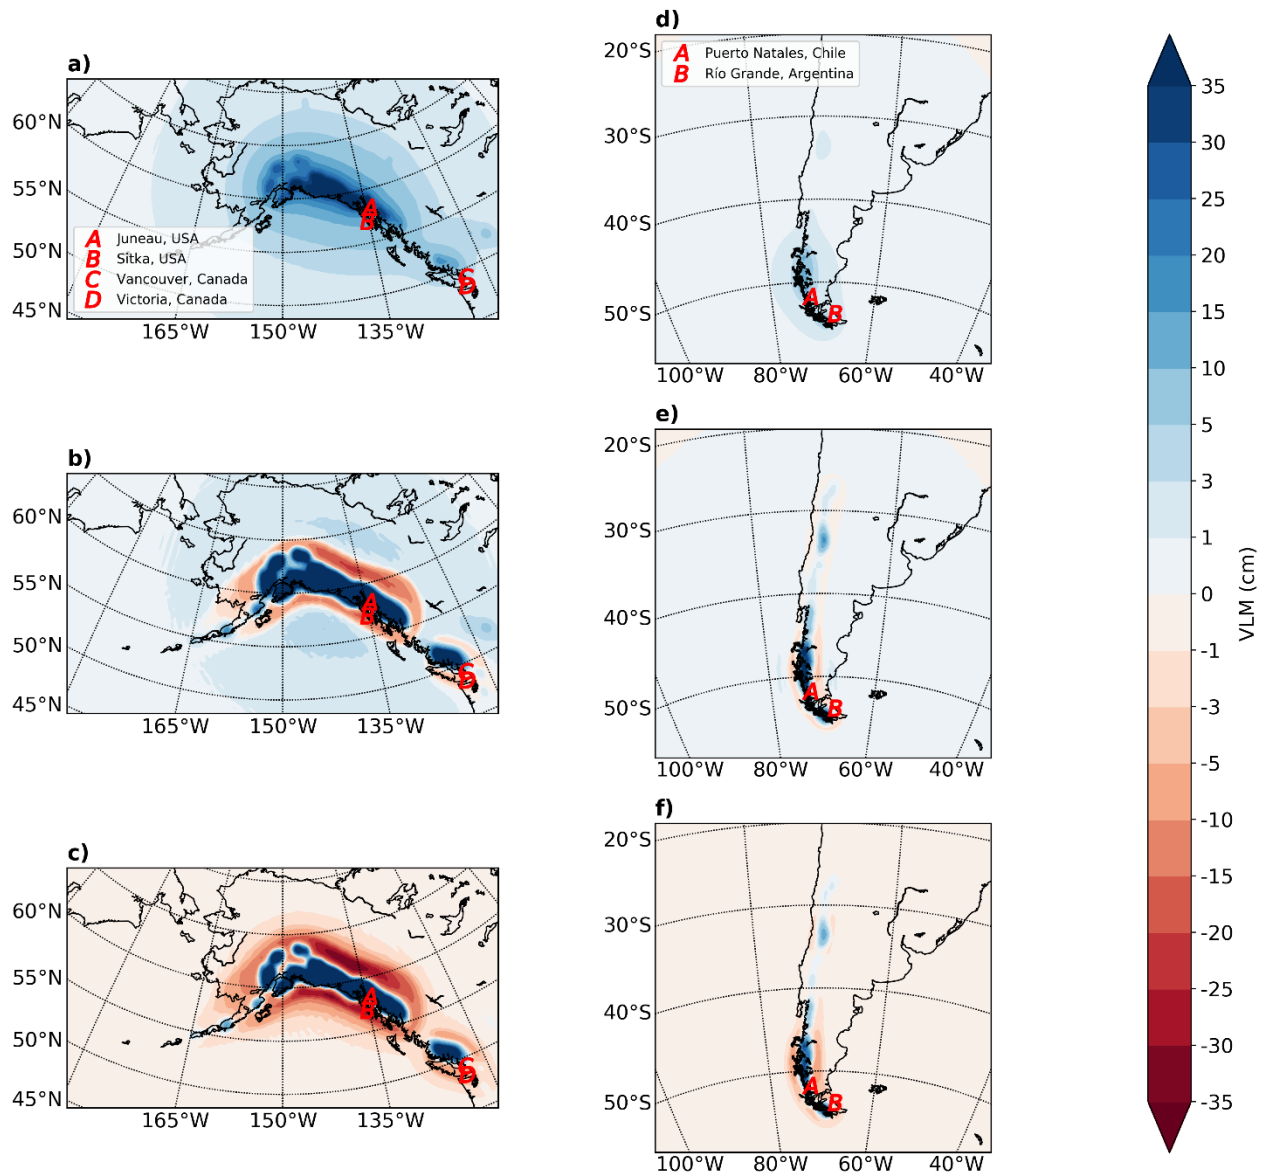 a)
60°N
55°N
50°N
45°N
A Juneau, USA
B Sitka, USA
C Vancouver, Canada
D Victoria, Canada
A
B
C
D
165°W 150°W 135°W
b)
60°N
55°N
50°N
45°N
A
B
C
D
165°W 150°W 135°W
c)
60°N
55°N
50°N
45°N
A
B
C
D
165°W 150°W 135°W
d)
20°S
30°S
40°S
50°S
A Puerto Natales, Chile
B Río Grande, Argentina
A
B
100°W 80°W 60°W 40°W
e)
20°S
30°S
40°S
50°S
A
B
100°W 80°W 60°W 40°W
f)
20°S
30°S
40°S
50°S
A
B
100°W 80°W 60°W 40°W
35
30
25
20
15
10
5
3
1
0
-1
-3
-5
-10
-15
-20
-25
-30
-35
VLM (cm)